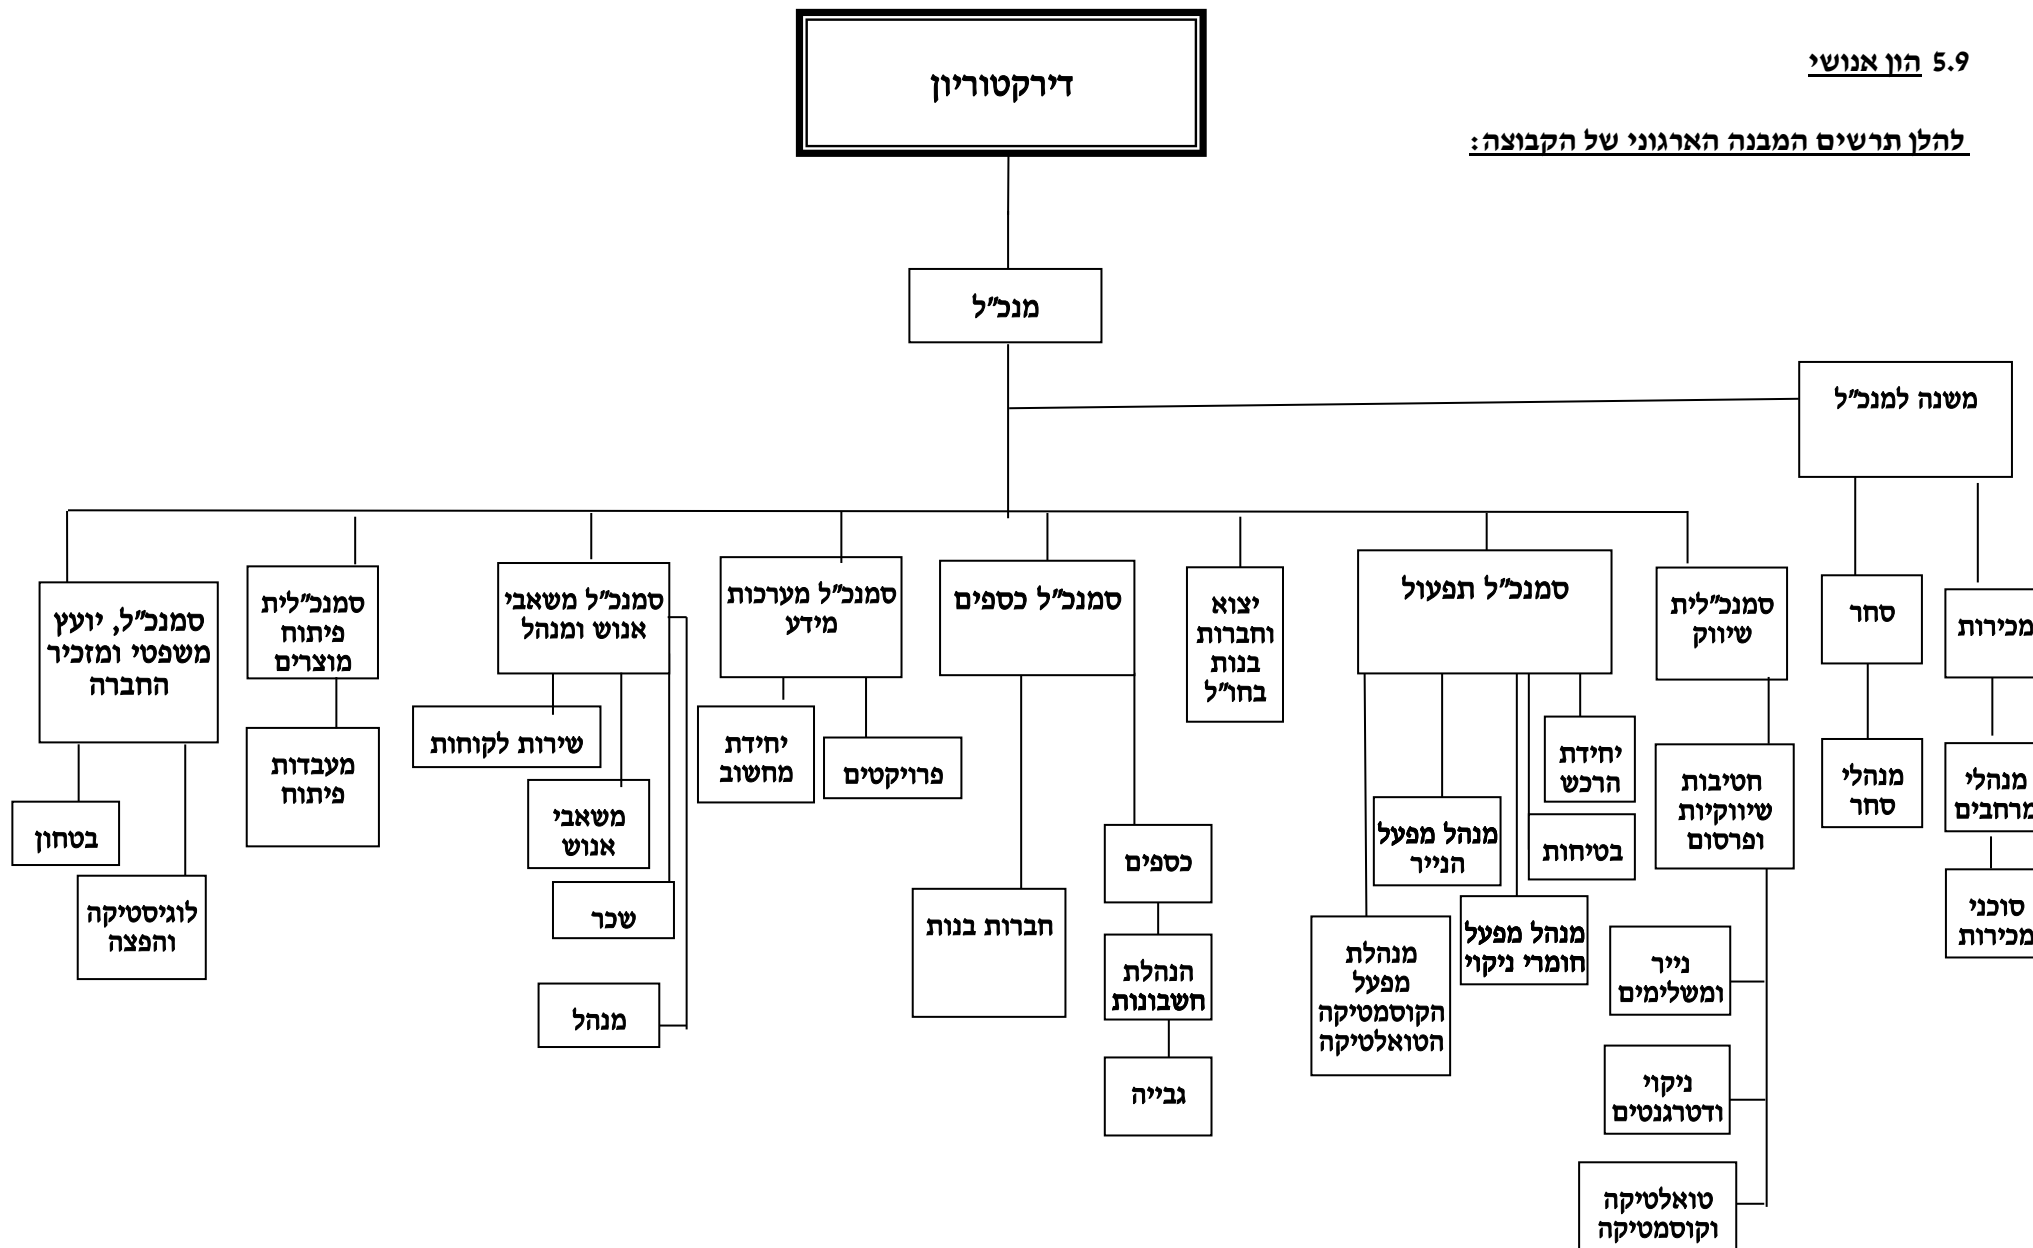 5.9 הון אנושי
להלן תרשים המבנה הארגוני של הקבוצה:
דירקטוריון
מנכ"ל
משנה למנכ"ל
מכירות
מנהלי
מרחבים
סוכני
מכירות
סחר
מנהלי
סחר
סמנכ"לית
שיווק
חטיבות
שיווקיות
ופרסום
נייר
ומשלימים
ניקוי
ודטרגנטים
טואלטיקה
וקוסמטיקה
סמנכ"ל תפעול
יחידת
הרכש
בטיחות
מנהל מפעל
חומרי ניקוי
מנהל מפעל
הנייר
מנהלת
מפעל
הקוסמטיקה
הטואלטיקה
יצוא
וחברות
בנות
בחו"ל
סמנכ"ל כספים
כספים
הנהלת
חשבונות
גבייה
חברות בנות
סמנכ"ל מערכות
מידע
פרויקטים
יחידת
מחשוב
סמנכ"ל משאבי
אנוש ומנהל
שירות לקוחות
משאבי
אנוש
שכר
מנהל
סמנכ"לית
פיתוח
מוצרים
מעבדות
פיתוח
סמנכ"ל, יועץ
משפטי ומזכיר
החברה
בטחון
לוגיסטיקה
והפצה